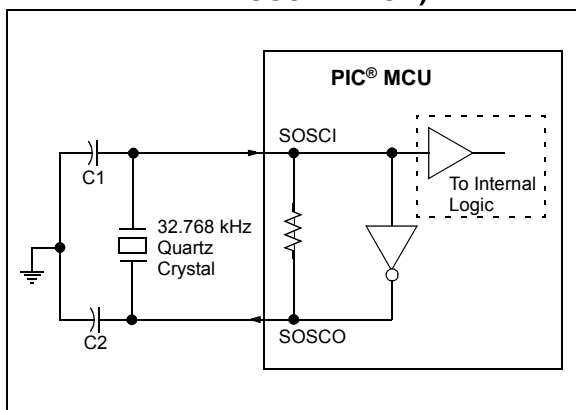 PIC® MCU
SOSCI
C1
To Internal
Logic
32.768 kHz
Quartz
Crystal
C2
SOSCO